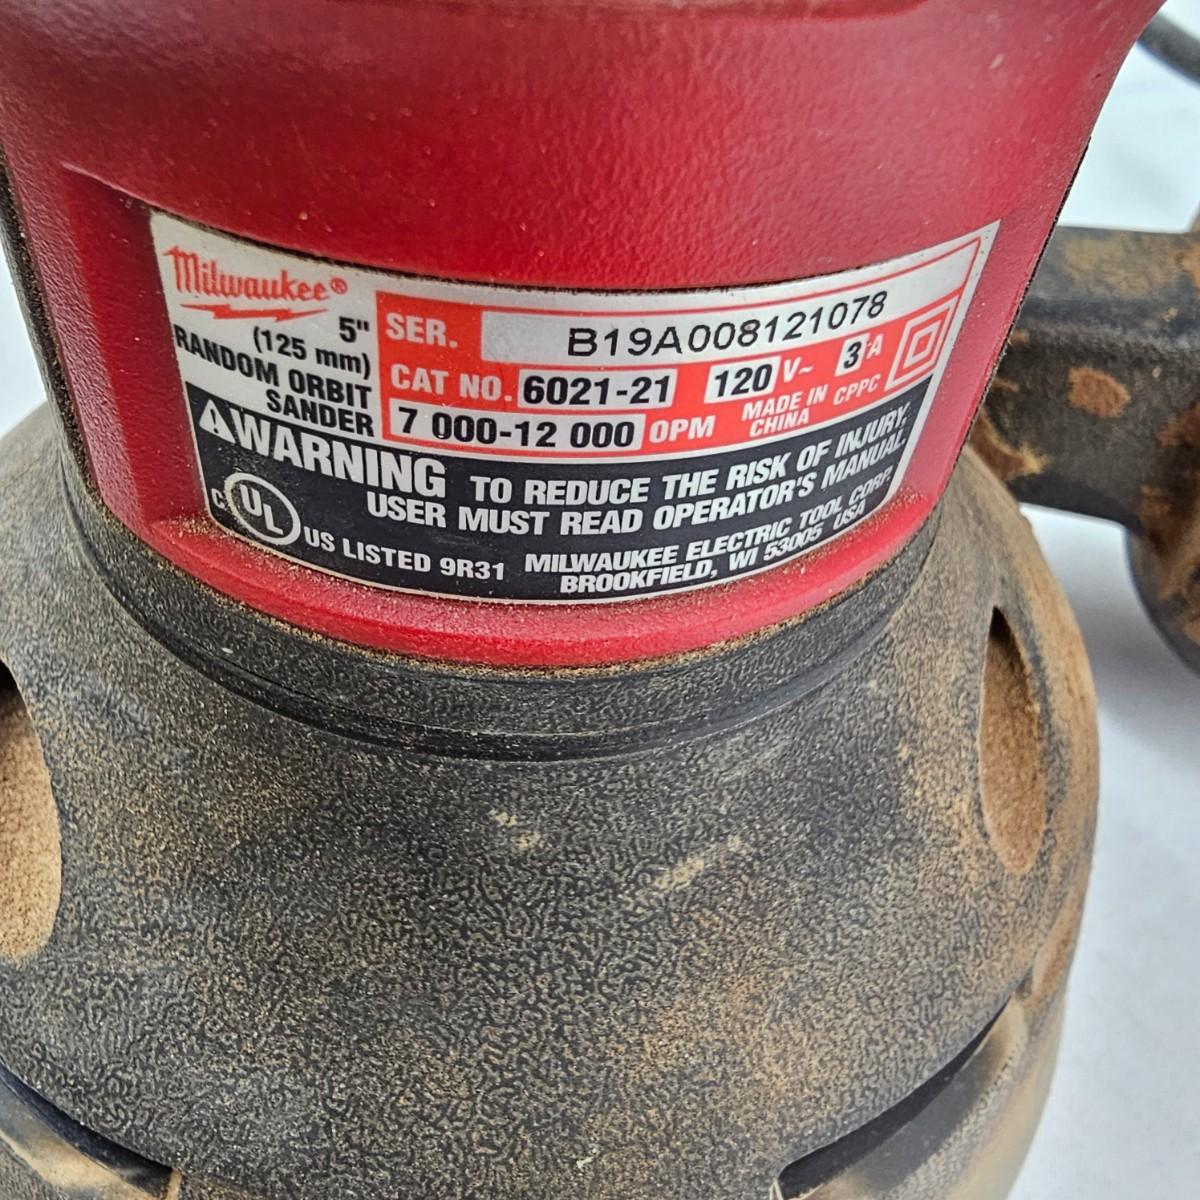 Milwaukee®
5"
(125 mm)
RANDOM ORBIT
SANDER
SER. B19A008121078
CAT NO. 6021-21 120 V~ 3 A
7 000-12 000 OPM MADE IN CHINA CPPC
WARNING TO REDUCE THE RISK OF INJURY,
USER MUST READ OPERATOR'S MANUAL.
C UL US LISTED 9R31
MILWAUKEE ELECTRIC TOOL CORP.
BROOKFIELD, WI 53005 USA